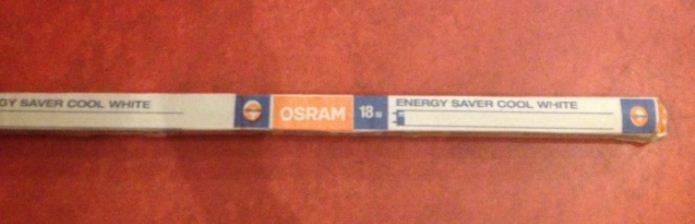 GY SAVER COOL WHITE
OSRAM 18W
ENERGY SAVER COOL WHITE